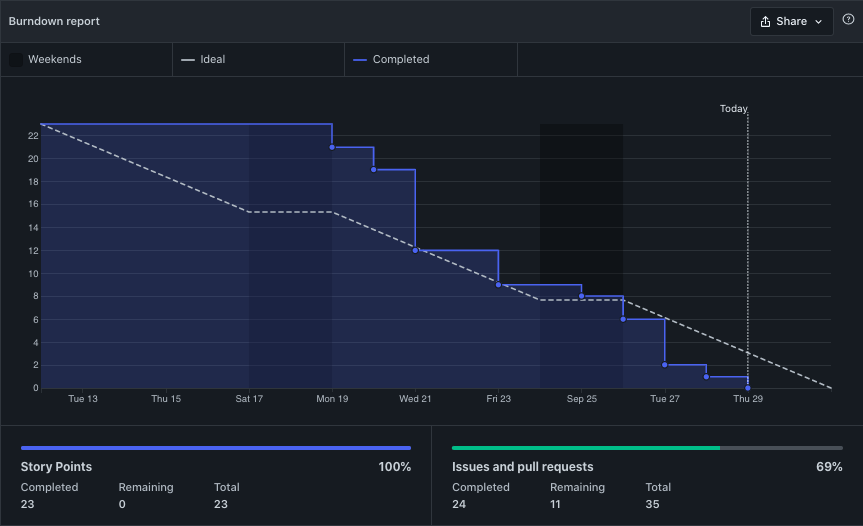 Burndown report
Share
Weekends
Ideal
Completed
Today
22
20
18
16
14
12
10
8
6
4
2
0
Tue 13 Thu 15 Sat 17 Mon 19 Wed 21 Fri 23 Sep 25 Tue 27 Thu 29
Story Points 100%
Completed Remaining Total
23 0 23
Issues and pull requests 69%
Completed Remaining Total
24 11 35